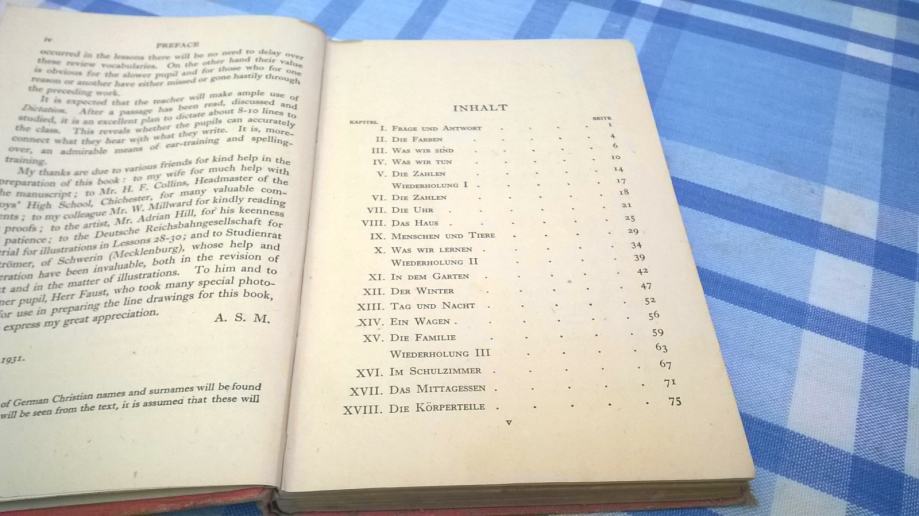 iv
PREFACE
occurred in the lessons there will be no need to delay over
these review vocabularies. On the other hand their value
is obvious for the slower pupil and for those who for one
reason or another have either missed or gone hastily through
the preceding work.
It is expected that the teacher will make ample use of
Dictation. After a passage has been read, discussed and
studied, it is an excellent plan to dictate about 8-10 lines to
the class. This reveals whether the pupils can accurately
connect what they hear with what they write. It is, more-
over, an admirable means of ear-training and spelling-
training.
My thanks are due to various friends for kind help in the
preparation of this book: to my wife for much help with
he manuscript; to Mr. H. F. Collins, Headmaster of the
oys' High School, Chichester, for many valuable com-
ents; to my colleague Mr. W. Millward for kindly reading
proofs; to the artist, Mr. Adrian Hill, for his keenness
patience; to the Deutsche Reichsbahngesellschaft for
erial for illustrations in Lessons 28-30; and to Studienrat
trömer, of Schwerin (Mecklenburg), whose help and
eration have been invaluable, both in the revision of
xt and in the matter of illustrations. To him and to
ner pupil, Herr Faust, who took many special photo-
for use in preparing the line drawings for this book,
express my great appreciation.
A. S. M.
1931.
of German Christian names and surnames will be found
will be seen from the text, it is assumed that these will
INHALT
KAPITEL SEITE
I. FRAGE UND ANTWORT . . . . 1
II. DIE FARBEN . . . . . 4
III. WAS WIR SIND . . . . . 6
IV. WAS WIR TUN . . . . . 10
V. DIE ZAHLEN . . . . . 14
WIEDERHOLUNG I . . . . . 17
VI. DIE ZAHLEN . . . . . 18
VII. DIE UHR . . . . . 21
VIII. DAS HAUS . . . . . 25
IX. MENSCHEN UND TIERE . . . . 29
X. WAS WIR LERNEN . . . . 34
WIEDERHOLUNG II . . . . 39
XI. IN DEM GARTEN . . . . 42
XII. DER WINTER . . . . . 47
XIII. TAG UND NACHT . . . . . 52
XIV. EIN WAGEN . . . . . 56
XV. DIE FAMILIE . . . . . 59
WIEDERHOLUNG III . . . . 63
XVI. IM SCHULZIMMER . . . . 67
XVII. DAS MITTAGESSEN . . . . 71
XVIII. DIE KÖRPERTEILE . . . . . 75
v